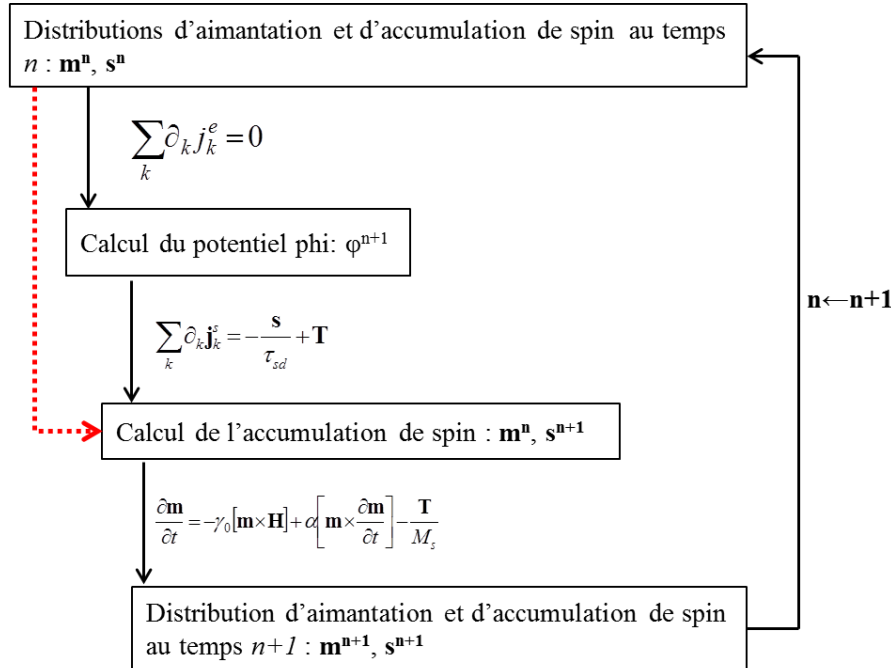 Distributions d'aimantation et d'accumulation de spin au temps
n : mⁿ, sⁿ
∑ₖ ∂ₖ jₖᵉ = 0
Calcul du potentiel phi: φⁿ⁺¹
n←n+1
∑ₖ ∂ₖ jₖˢ = − s/τ_sd + T
Calcul de l'accumulation de spin : mⁿ, sⁿ⁺¹
∂m/∂t = −γ₀[m×H] + α[m×∂m/∂t] − T/Mₛ
Distribution d'aimantation et d'accumulation de spin
au temps n+1 : mⁿ⁺¹, sⁿ⁺¹